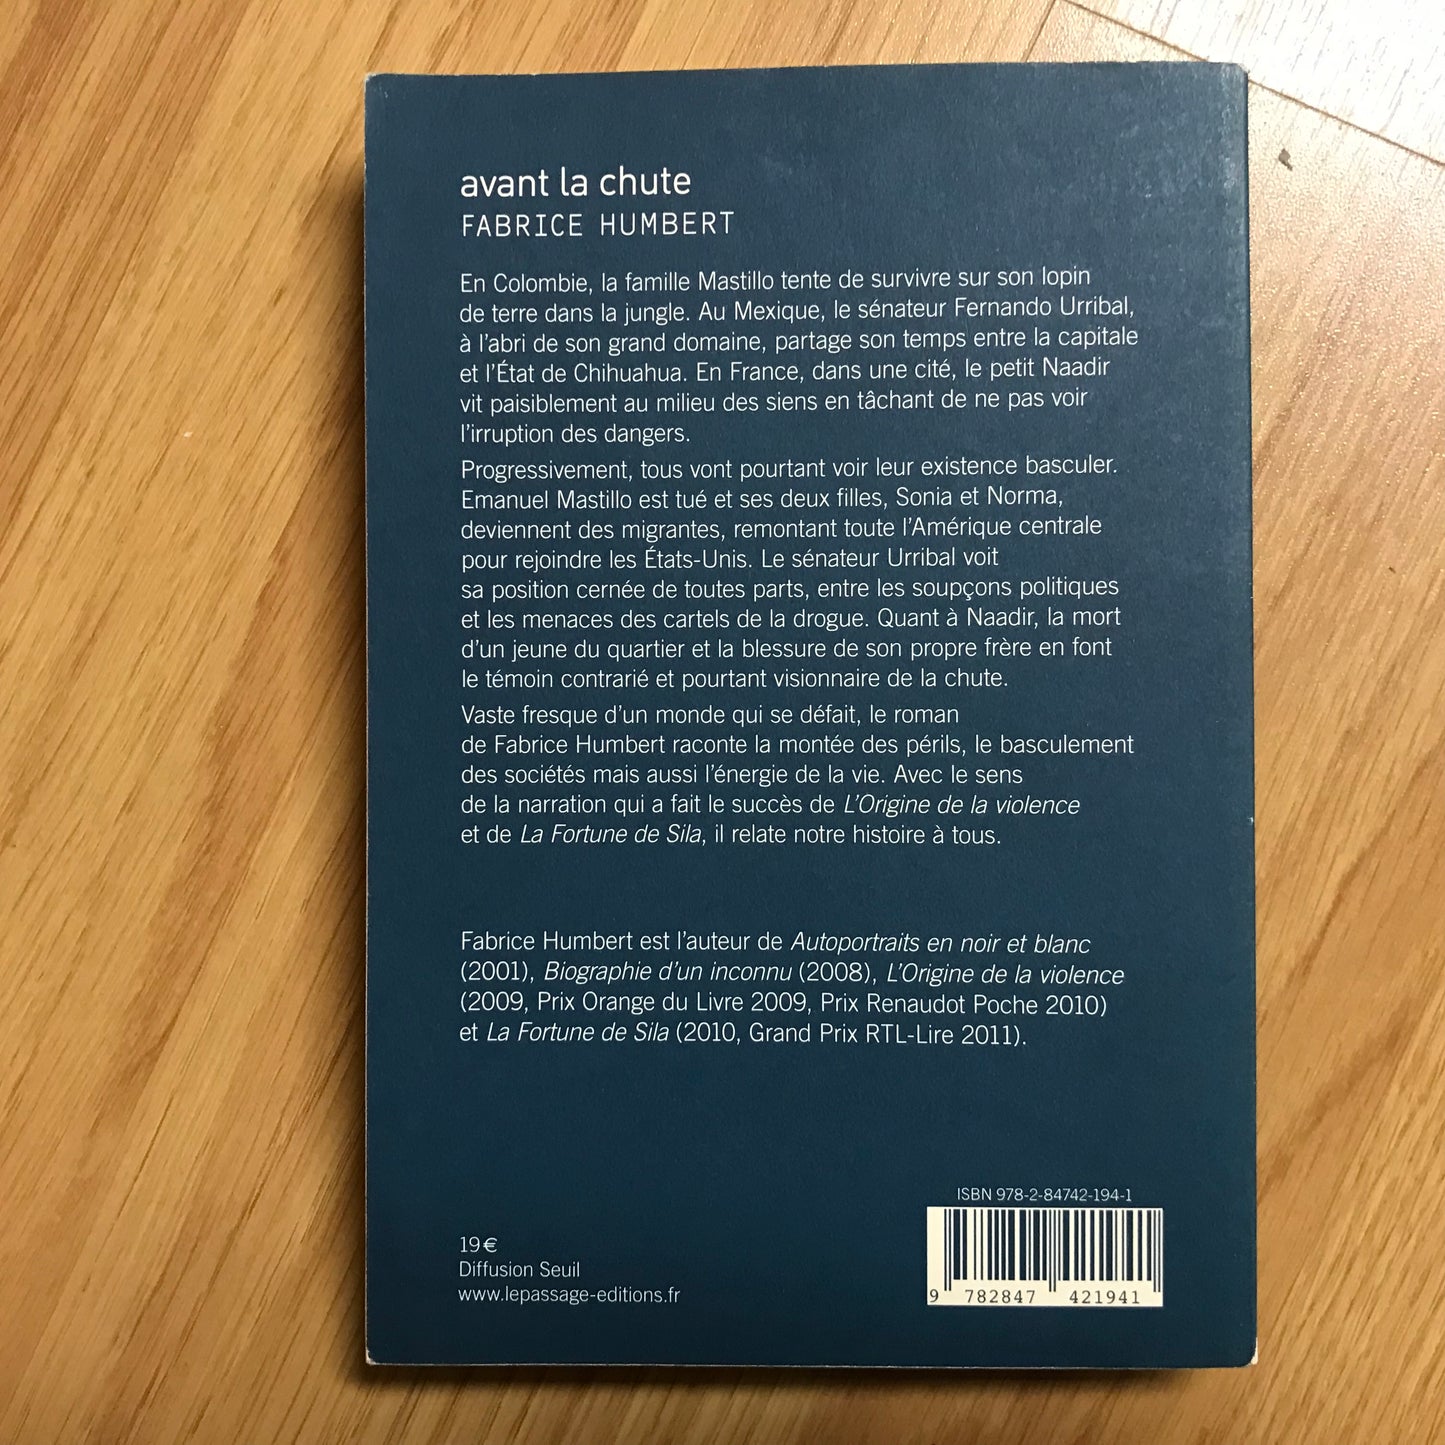 avant la chute
FABRICE HUMBERT
En Colombie, la famille Mastillo tente de survivre sur son lopin
de terre dans la jungle. Au Mexique, le sénateur Fernando Urribal,
à l'abri de son grand domaine, partage son temps entre la capitale
et l'État de Chihuahua. En France, dans une cité, le petit Naadir
vit paisiblement au milieu des siens en tâchant de ne pas voir
l'irruption des dangers.
Progressivement, tous vont pourtant voir leur existence basculer.
Emanuel Mastillo est tué et ses deux filles, Sonia et Norma,
deviennent des migrantes, remontant toute l'Amérique centrale
pour rejoindre les États-Unis. Le sénateur Urribal voit
sa position cernée de toutes parts, entre les soupçons politiques
et les menaces des cartels de la drogue. Quant à Naadir, la mort
d'un jeune du quartier et la blessure de son propre frère en font
le témoin contrarié et pourtant visionnaire de la chute.
Vaste fresque d'un monde qui se défait, le roman
de Fabrice Humbert raconte la montée des périls, le basculement
des sociétés mais aussi l'énergie de la vie. Avec le sens
de la narration qui a fait le succès de L'Origine de la violence
et de La Fortune de Sila, il relate notre histoire à tous.
Fabrice Humbert est l'auteur de Autoportraits en noir et blanc
(2001), Biographie d'un inconnu (2008), L'Origine de la violence
(2009, Prix Orange du Livre 2009, Prix Renaudot Poche 2010)
et La Fortune de Sila (2010, Grand Prix RTL-Lire 2011).
19€
Diffusion Seuil
www.lepassage-editions.fr
ISBN 978-2-84742-194-1
9 782847 421941